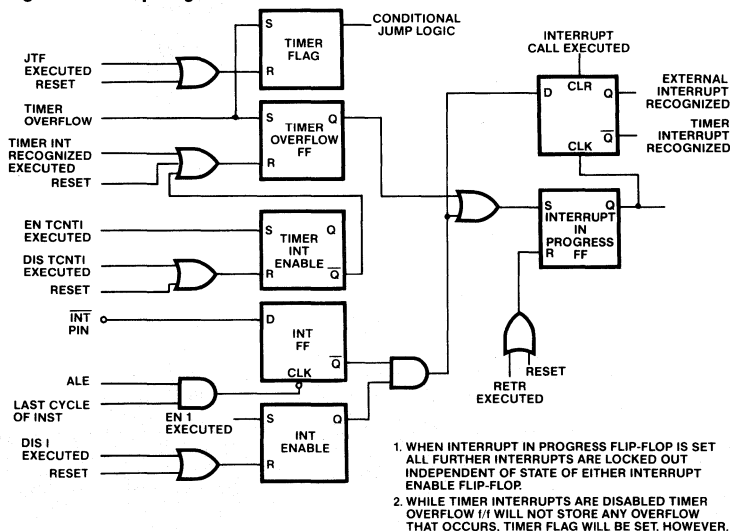 S
TIMER
FLAG
R
CONDITIONAL
JUMP LOGIC
JTF
EXECUTED
RESET
TIMER
OVERFLOW
S
Q
TIMER
OVERFLOW
FF
R
TIMER INT
RECOGNIZED
EXECUTED
RESET
EN TCNTI
EXECUTED
S
Q
TIMER
INT
ENABLE
R
Q
DIS TCNTI
EXECUTED
RESET
INT
PIN
D
INT
FF
Q
CLK
ALE
LAST CYCLE
OF INST
EN 1
EXECUTED
S
Q
INT
ENABLE
R
DIS I
EXECUTED
RESET
INTERRUPT
CALL EXECUTED
D
CLR
Q
Q
CLK
EXTERNAL
INTERRUPT
RECOGNIZED
TIMER
INTERRUPT
RECOGNIZED
S
Q
INTERRUPT
IN
PROGRESS
FF
R
RESET
RETR
EXECUTED
1. WHEN INTERRUPT IN PROGRESS FLIP-FLOP IS SET
ALL FURTHER INTERRUPTS ARE LOCKED OUT
INDEPENDENT OF STATE OF EITHER INTERRUPT
ENABLE FLIP-FLOP.
2. WHILE TIMER INTERRUPTS ARE DISABLED TIMER
OVERFLOW f/f WILL NOT STORE ANY OVERFLOW
THAT OCCURS. TIMER FLAG WILL BE SET. HOWEVER.